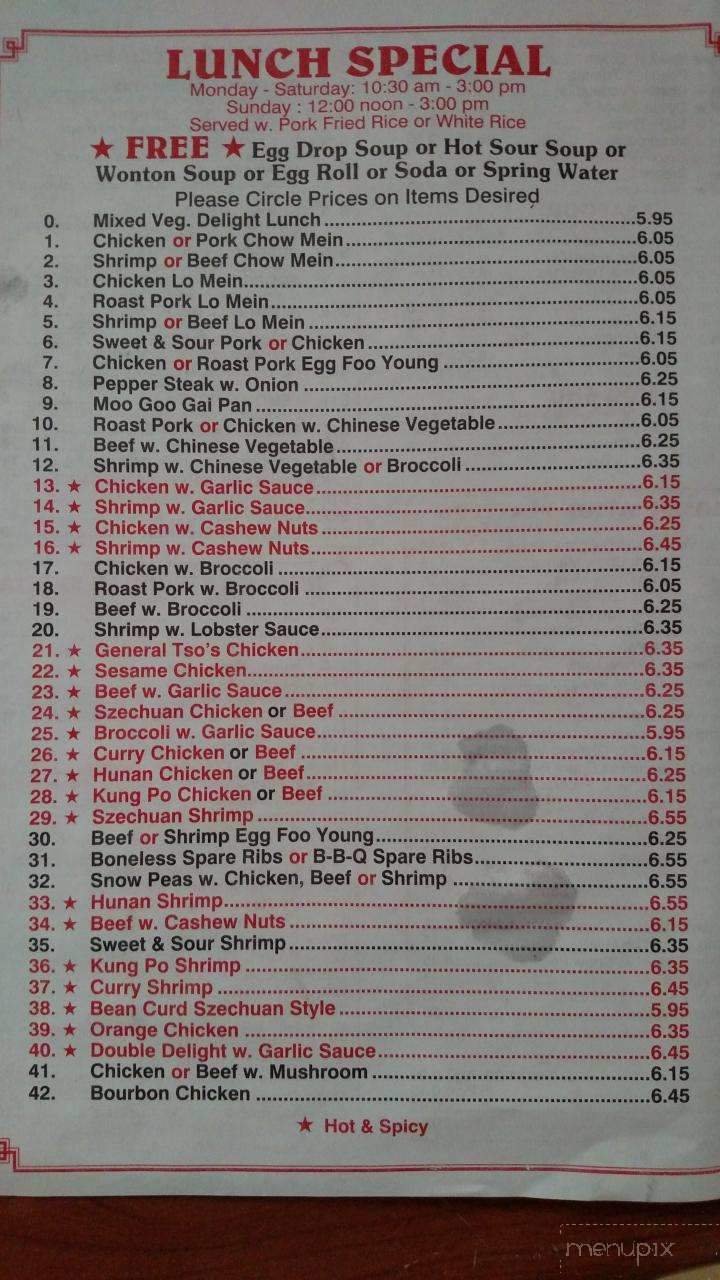 LUNCH SPECIAL
Monday - Saturday: 10:30 am - 3:00 pm
Sunday : 12:00 noon - 3:00 pm
Served w. Pork Fried Rice or White Rice
★ FREE ★ Egg Drop Soup or Hot Sour Soup or
Wonton Soup or Egg Roll or Soda or Spring Water
Please Circle Prices on Items Desired
0. Mixed Veg. Delight Lunch 5.95
1. Chicken or Pork Chow Mein 6.05
2. Shrimp or Beef Chow Mein 6.05
3. Chicken Lo Mein 6.05
4. Roast Pork Lo Mein 6.05
5. Shrimp or Beef Lo Mein 6.15
6. Sweet & Sour Pork or Chicken 6.15
7. Chicken or Roast Pork Egg Foo Young 6.05
8. Pepper Steak w. Onion 6.25
9. Moo Goo Gai Pan 6.15
10. Roast Pork or Chicken w. Chinese Vegetable 6.05
11. Beef w. Chinese Vegetable 6.25
12. Shrimp w. Chinese Vegetable or Broccoli 6.35
13. ★ Chicken w. Garlic Sauce 6.15
14. ★ Shrimp w. Garlic Sauce 6.35
15. ★ Chicken w. Cashew Nuts 6.25
16. ★ Shrimp w. Cashew Nuts 6.45
17. Chicken w. Broccoli 6.15
18. Roast Pork w. Broccoli 6.05
19. Beef w. Broccoli 6.25
20. Shrimp w. Lobster Sauce 6.35
21. ★ General Tso's Chicken 6.35
22. ★ Sesame Chicken 6.35
23. ★ Beef w. Garlic Sauce 6.25
24. ★ Szechuan Chicken or Beef 6.25
25. ★ Broccoli w. Garlic Sauce 5.95
26. ★ Curry Chicken or Beef 6.15
27. ★ Hunan Chicken or Beef 6.25
28. ★ Kung Po Chicken or Beef 6.15
29. ★ Szechuan Shrimp 6.55
30. Beef or Shrimp Egg Foo Young 6.25
31. Boneless Spare Ribs or B-B-Q Spare Ribs 6.55
32. Snow Peas w. Chicken, Beef or Shrimp 6.55
33. ★ Hunan Shrimp 6.55
34. ★ Beef w. Cashew Nuts 6.15
35. Sweet & Sour Shrimp 6.35
36. ★ Kung Po Shrimp 6.35
37. ★ Curry Shrimp 6.45
38. ★ Bean Curd Szechuan Style 5.95
39. ★ Orange Chicken 6.35
40. ★ Double Delight w. Garlic Sauce 6.45
41. Chicken or Beef w. Mushroom 6.15
42. Bourbon Chicken 6.45
★ Hot & Spicy
menupix